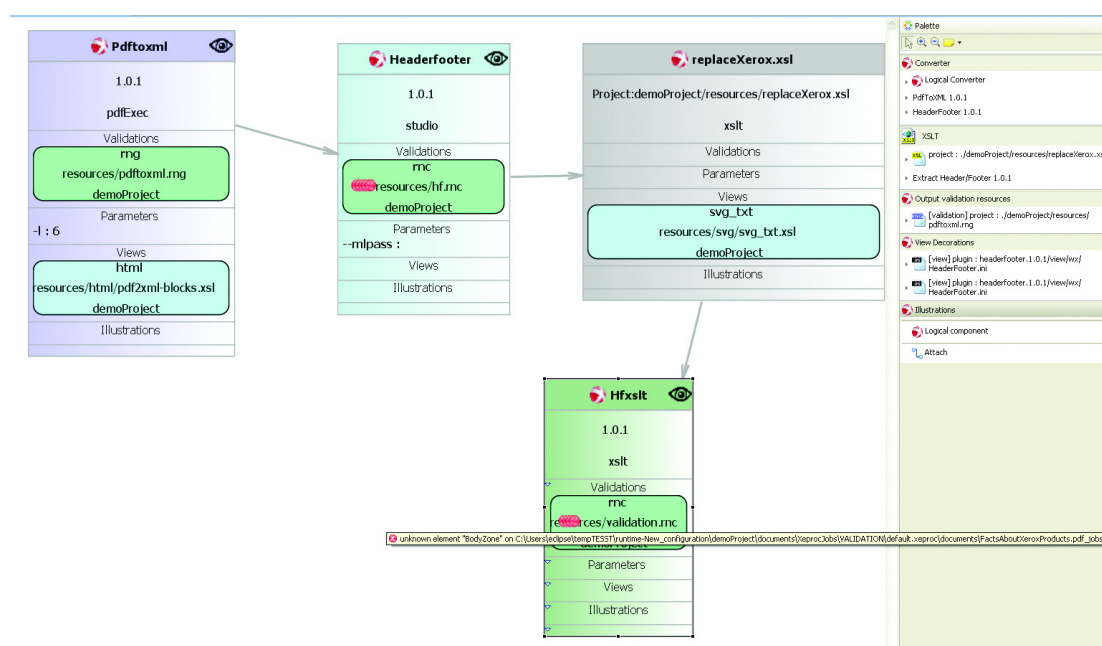 Pdftoxml
1.0.1
pdfExec
Validations
rng
resources/pdftoxml.rng
demoProject
Parameters
-l : 6
Views
html
resources/html/pdf2xml-blocks.xsl
demoProject
Illustrations
Headerfooter
1.0.1
studio
Validations
rnc
resources/hf.rnc
demoProject
Parameters
--mlpass :
Views
Illustrations
replaceXerox.xsl
Project:demoProject/resources/replaceXerox.xsl
xslt
Validations
Parameters
Views
svg_txt
resources/svg/svg_txt.xsl
demoProject
Illustrations
Hfxslt
1.0.1
xslt
Validations
rnc
rces/validation.rnc
unknown element "BodyZone" on C:\Users\eclipse\tempTESST\runtime-New_configuration\demoProject\documents\XeprocJobs\VALIDATION\default.xeproc\documents\FactsAboutXeroxProducts.pdf_jobs
demoProject
Parameters
Views
Illustrations
Palette
Converter
Logical Converter
PdfToXML 1.0.1
HeaderFooter 1.0.1
XSLT
project : ./demoProject/resources/replaceXerox.xs
Extract Header/Footer 1.0.1
Output validation resources
[validation] project : ./demoProject/resources/
pdftoxml.rng
View Decorations
[view] plugin : headerfooter.1.0.1/view/wx/
HeaderFooter.ini
[view] plugin : headerfooter.1.0.1/view/wx/
HeaderFooter.ini
Illustrations
Logical component
Attach